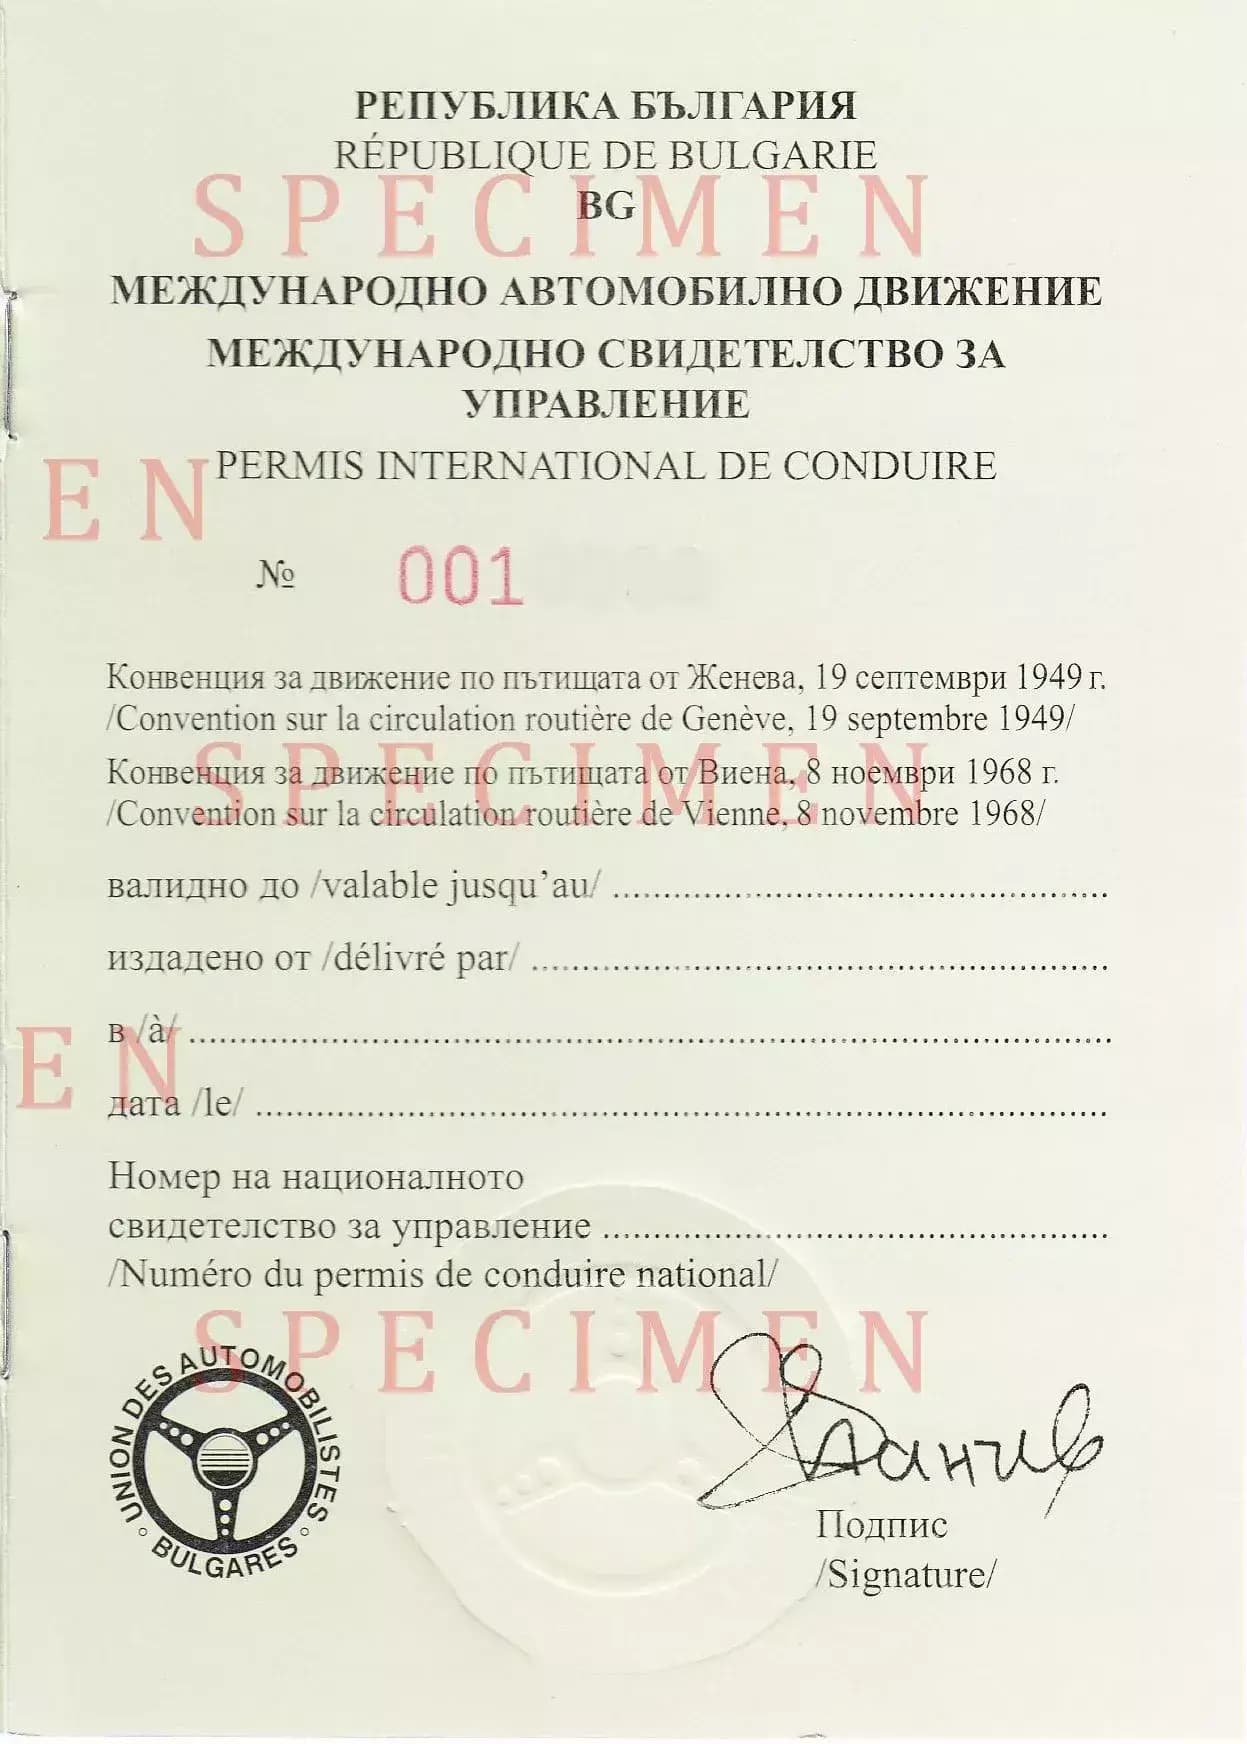 РЕПУБЛИКА БЪЛГАРИЯ
RÉPUBLIQUE DE BULGARIE
SPECIMEN
BG
МЕЖДУНАРОДНО АВТОМОБИЛНО ДВИЖЕНИЕ
МЕЖДУНАРОДНО СВИДЕТЕЛСТВО ЗА
УПРАВЛЕНИЕ
EN
PERMIS INTERNATIONAL DE CONDUIRE
№ 001
Конвенция за движение по пътищата от Женева, 19 септември 1949 г.
/Convention sur la circulation routière de Genève, 19 septembre 1949/
SPECIMEN
Конвенция за движение по пътищата от Виена, 8 ноември 1968 г.
/Convention sur la circulation routière de Vienne, 8 novembre 1968/
валидно до /valable jusqu’au/
издадено от /délivré par/
EN
в /à/
дата /le/
Номер на националното
свидетелство за управление
/Numéro du permis de conduire national/
SPECIMEN
UNION DES AUTOMOBILISTES
BULGARES
Подпис
/Signature/